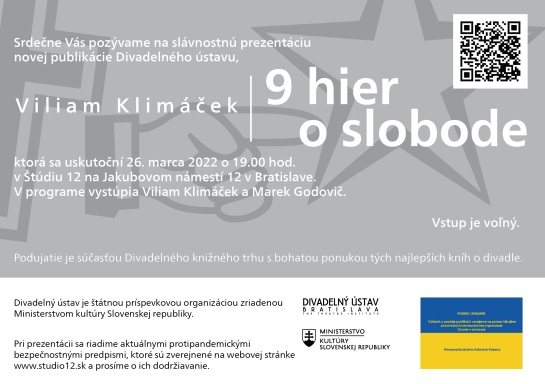 Srdečne Vás pozývame na slávnostnú prezentáciu
novej publikácie Divadelného ústavu,
Viliam Klimáček
9 hier
o slobode
ktorá sa uskutoční 26. marca 2022 o 19.00 hod.
v Štúdiu 12 na Jakubovom námestí 12 v Bratislave.
V programe vystúpia Viliam Klimáček a Marek Godovič.
Vstup je voľný.
Podujatie je súčasťou Divadelného knižného trhu s bohatou ponukou tých najlepších kníh o divadle.
Divadelný ústav je štátnou príspevkovou organizáciou zriadenou
Ministerstvom kultúry Slovenskej republiky.
Pri prezentácii sa riadime aktuálnymi protipandemickými
bezpečnostnými predpismi, ktoré sú zverejnené na webovej stránke
www.studio12.sk a prosíme o ich dodržiavanie.
DIVADELNÝ ÚSTAV
BRATISLAVA
THE THEATRE INSTITUTE
MINISTERSTVO
KULTÚRY
SLOVENSKEJ REPUBLIKY